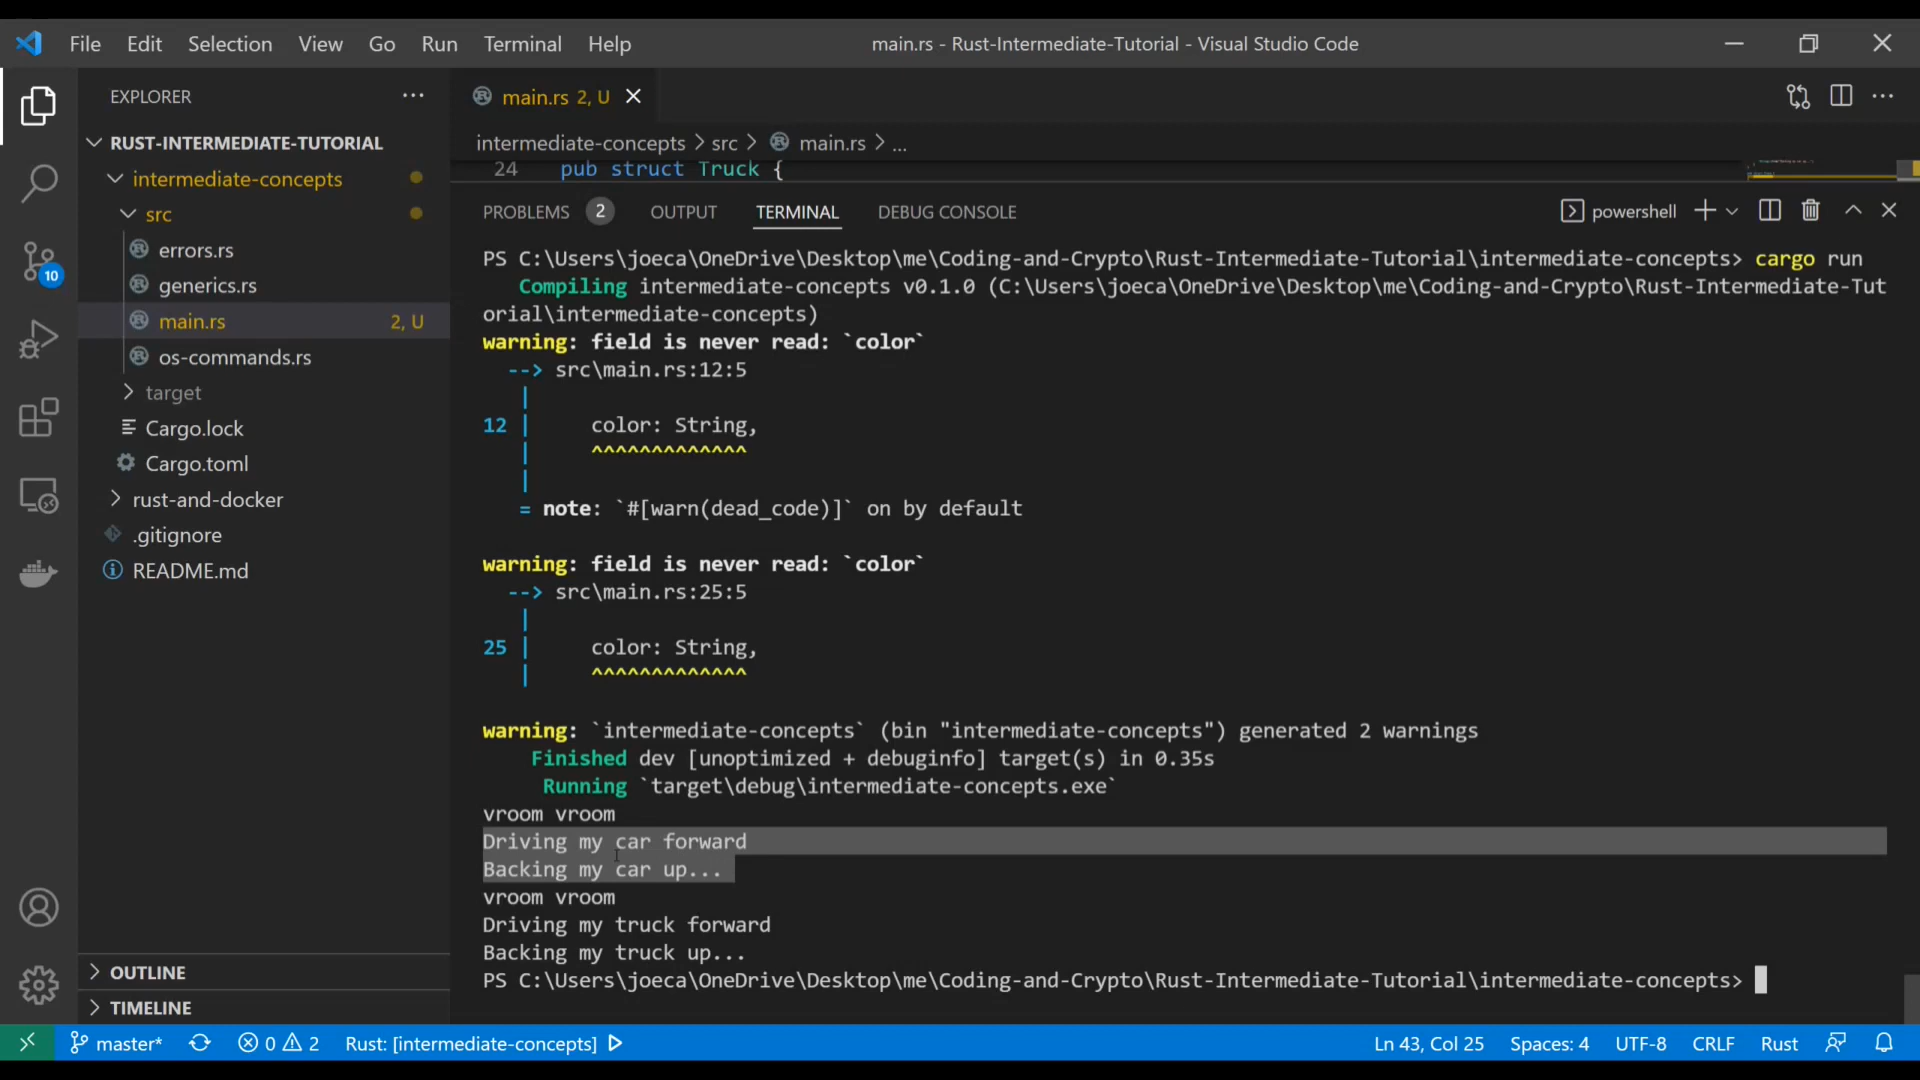 File Edit Selection View Go Run Terminal Help
main.rs - Rust-Intermediate-Tutorial - Visual Studio Code
EXPLORER
RUST-INTERMEDIATE-TUTORIAL
intermediate-concepts
src
errors.rs
generics.rs
main.rs 2, U
os-commands.rs
target
Cargo.lock
Cargo.toml
rust-and-docker
.gitignore
README.md
OUTLINE
TIMELINE
10
main.rs 2, U
intermediate-concepts > src > main.rs > ...
24 pub struct Truck {
PROBLEMS 2 OUTPUT TERMINAL DEBUG CONSOLE
powershell
PS C:\Users\joeca\OneDrive\Desktop\me\Coding-and-Crypto\Rust-Intermediate-Tutorial\intermediate-concepts> cargo run
Compiling intermediate-concepts v0.1.0 (C:\Users\joeca\OneDrive\Desktop\me\Coding-and-Crypto\Rust-Intermediate-Tut
orial\intermediate-concepts)
warning: field is never read: `color`
--> src\main.rs:12:5
|
12 | color: String,
| ^^^^^^^^^^^^^
|
= note: `#[warn(dead_code)]` on by default
warning: field is never read: `color`
--> src\main.rs:25:5
|
25 | color: String,
| ^^^^^^^^^^^^^
warning: `intermediate-concepts` (bin "intermediate-concepts") generated 2 warnings
Finished dev [unoptimized + debuginfo] target(s) in 0.35s
Running `target\debug\intermediate-concepts.exe`
vroom vroom
Driving my car forward
Backing my car up...
vroom vroom
Driving my truck forward
Backing my truck up...
PS C:\Users\joeca\OneDrive\Desktop\me\Coding-and-Crypto\Rust-Intermediate-Tutorial\intermediate-concepts>
master* 0 2 Rust: [intermediate-concepts] Ln 43, Col 25 Spaces: 4 UTF-8 CRLF Rust